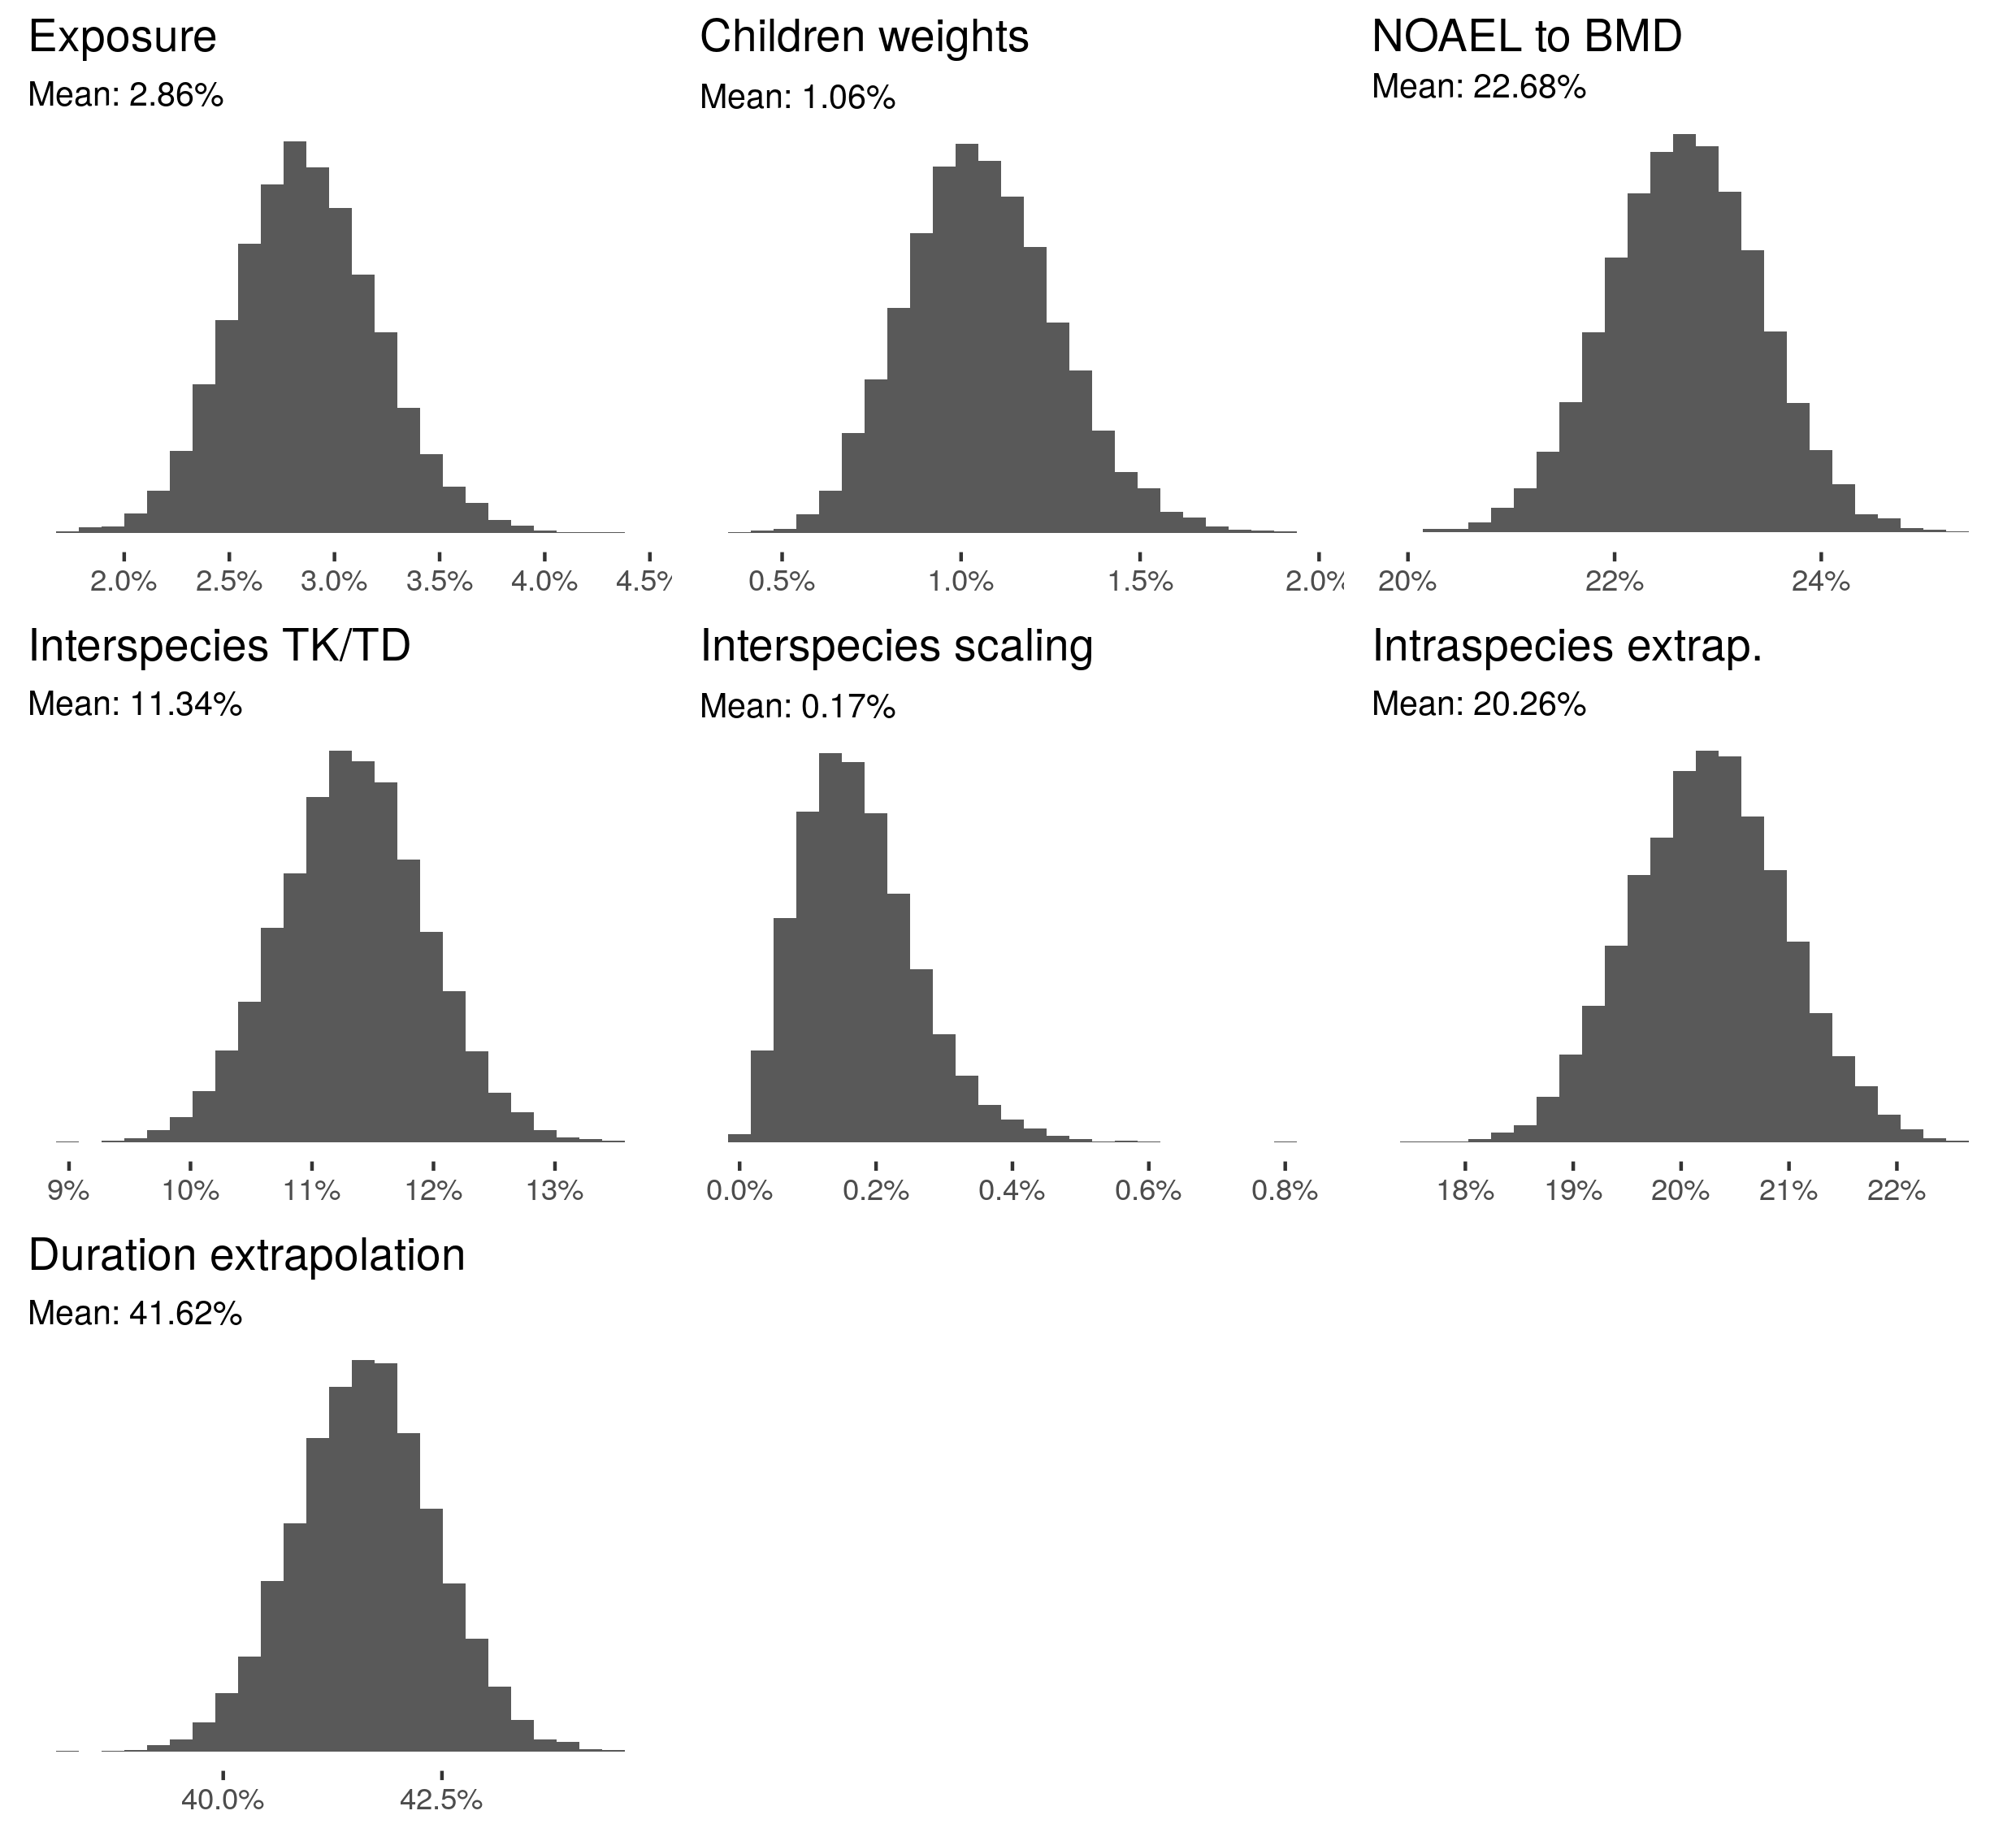 Exposure
Mean: 2.86%
2.0% 2.5% 3.0% 3.5% 4.0% 4.5%
Children weights
Mean: 1.06%
0.5% 1.0% 1.5% 2.0%
NOAEL to BMD
Mean: 22.68%
20% 22% 24%
Interspecies TK/TD
Mean: 11.34%
9% 10% 11% 12% 13%
Interspecies scaling
Mean: 0.17%
0.0% 0.2% 0.4% 0.6% 0.8%
Intraspecies extrap.
Mean: 20.26%
18% 19% 20% 21% 22%
Duration extrapolation
Mean: 41.62%
40.0% 42.5%